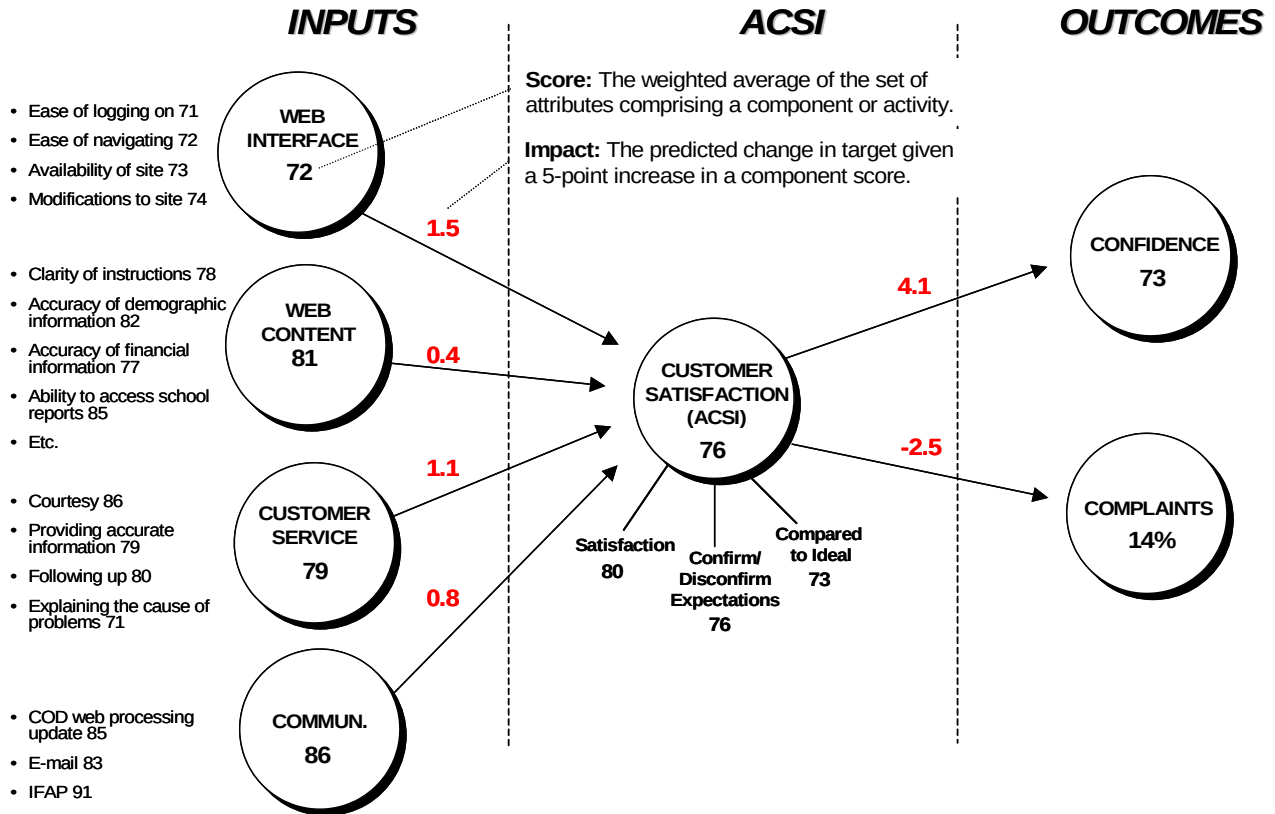 INPUTS
ACSI
OUTCOMES
Score: The weighted average of the set of
attributes comprising a component or activity.
Impact: The predicted change in target given
a 5-point increase in a component score.
• Ease of logging on 71
• Ease of navigating 72
• Availability of site 73
• Modifications to site 74
WEB
INTERFACE
72
1.5
• Clarity of instructions 78
• Accuracy of demographic
information 82
• Accuracy of financial
information 77
• Ability to access school
reports 85
• Etc.
WEB
CONTENT
81
0.4
• Courtesy 86
• Providing accurate
information 79
• Following up 80
• Explaining the cause of
problems 71
CUSTOMER
SERVICE
79
1.1
• COD web processing
update 85
• E-mail 83
• IFAP 91
COMMUN.
86
0.8
CUSTOMER
SATISFACTION
(ACSI)
76
Satisfaction
80
Confirm/
Disconfirm
Expectations
76
Compared
to Ideal
73
4.1
CONFIDENCE
73
-2.5
COMPLAINTS
14%